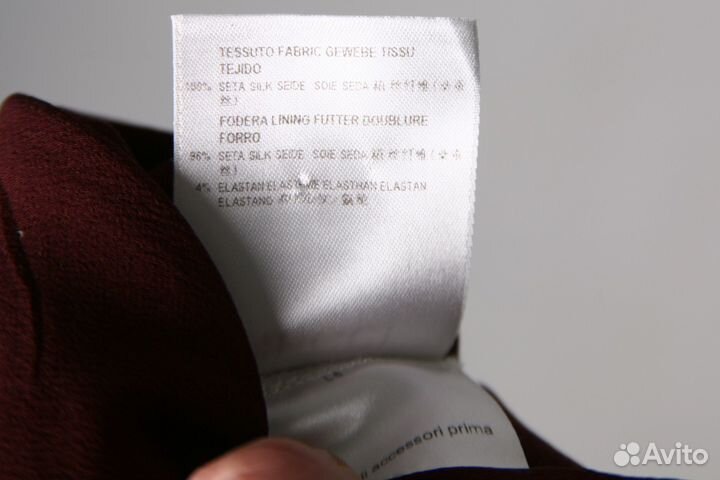 TESSUTO FABRIC GEWEBE TISSU
TEJIDO
100% SETA SILK SEIDE SOIE SEDA
FODERA LINING FUTTER DOUBLURE
FORRO
96% SETA SILK SEIDE SOIE SEDA
4% ELASTAN ELASTHAN ELASTAN
ELASTANO
accessori prima
Avito